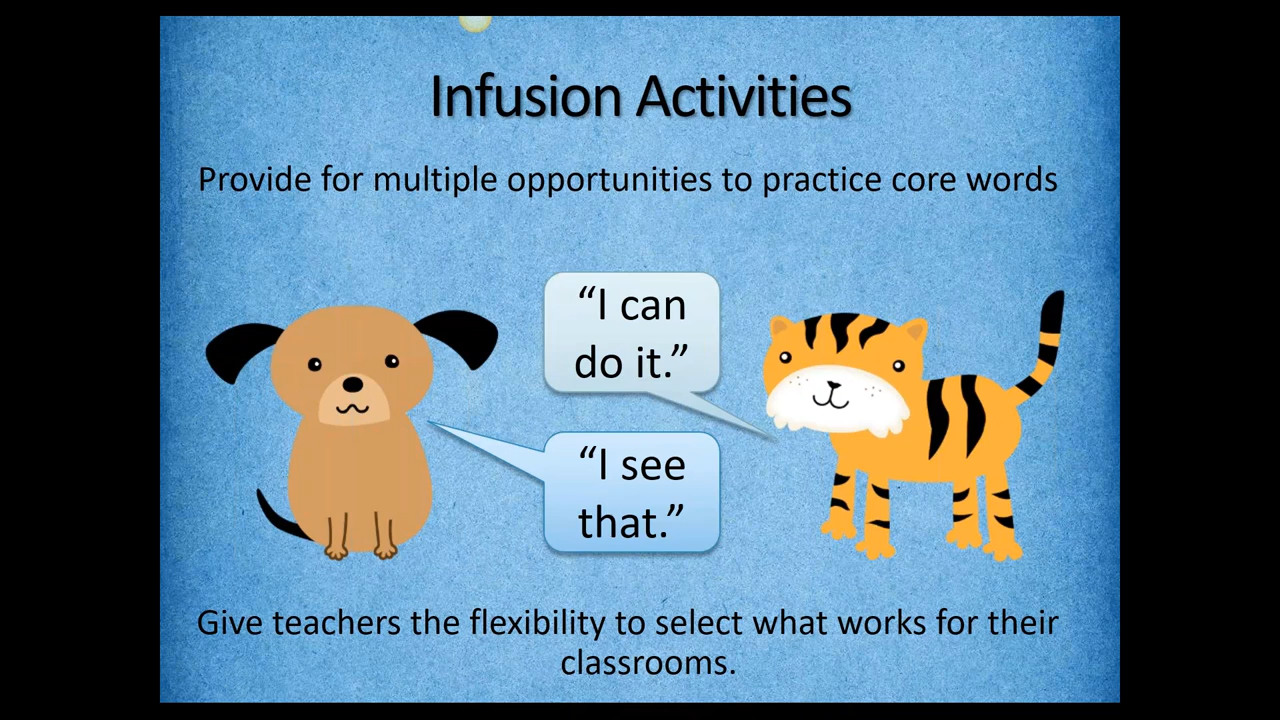 Infusion Activities
Provide for multiple opportunities to practice core words
“I can
do it.”
“I see
that.”
Give teachers the flexibility to select what works for their
classrooms.